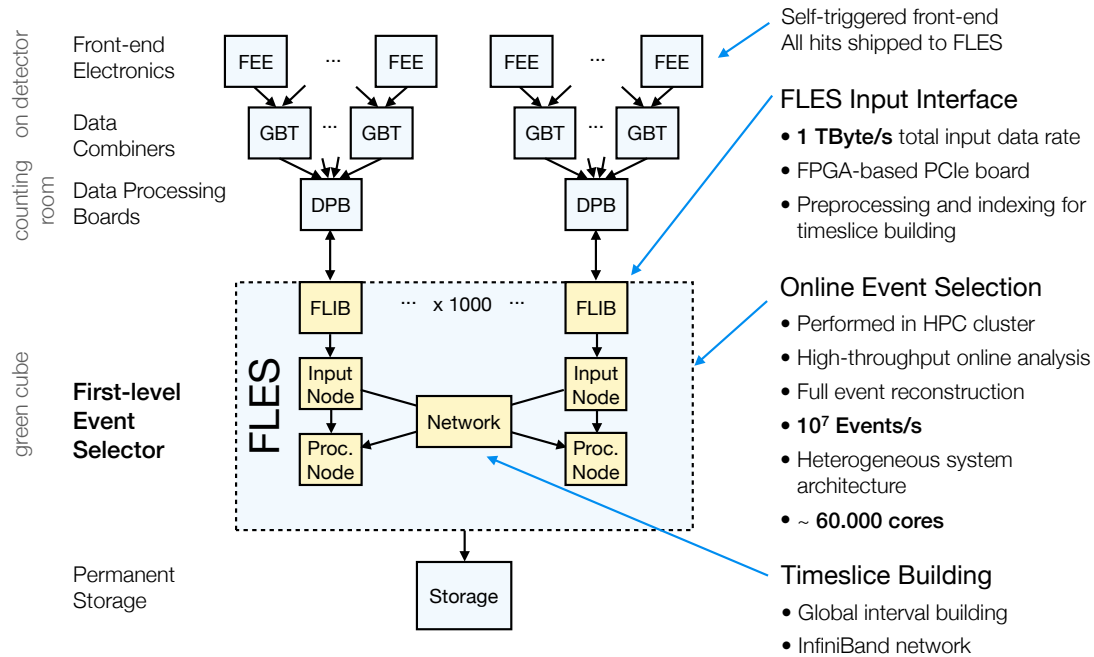 on detector
counting
room
green cube
Front-end
Electronics
Data
Combiners
Data Processing
Boards
First-level
Event
Selector
Permanent
Storage
FEE ... FEE
FEE ... FEE
GBT ... GBT
GBT ... GBT
DPB
DPB
FLES
FLIB
... x 1000 ...
FLIB
Input
Node
Input
Node
Network
Proc.
Node
Proc.
Node
Storage
Self-triggered front-end
All hits shipped to FLES
FLES Input Interface
• 1 TByte/s total input data rate
• FPGA-based PCIe board
• Preprocessing and indexing for
timeslice building
Online Event Selection
• Performed in HPC cluster
• High-throughput online analysis
• Full event reconstruction
• 10⁷ Events/s
• Heterogeneous system
architecture
• ~ 60.000 cores
Timeslice Building
• Global interval building
• InfiniBand network